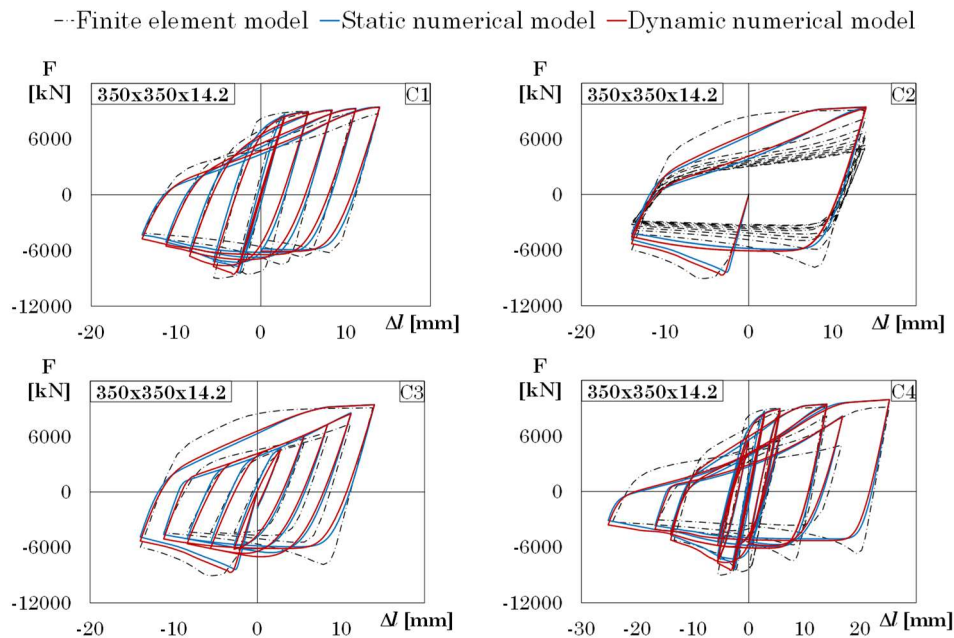 Finite element model Static numerical model Dynamic numerical model
F
[kN]
350x350x14.2
C1
6000
0
-6000
-12000
-20 -10 0 10 Δl [mm]
F
[kN]
350x350x14.2
C2
6000
0
-6000
-12000
-30 -20 -10 0 10 20 Δl [mm]
F
[kN]
350x350x14.2
C3
6000
0
-6000
-12000
-20 -10 0 10 Δl [mm]
F
[kN]
350x350x14.2
C4
6000
0
-6000
-12000
-30 -20 -10 0 10 20 Δl [mm]